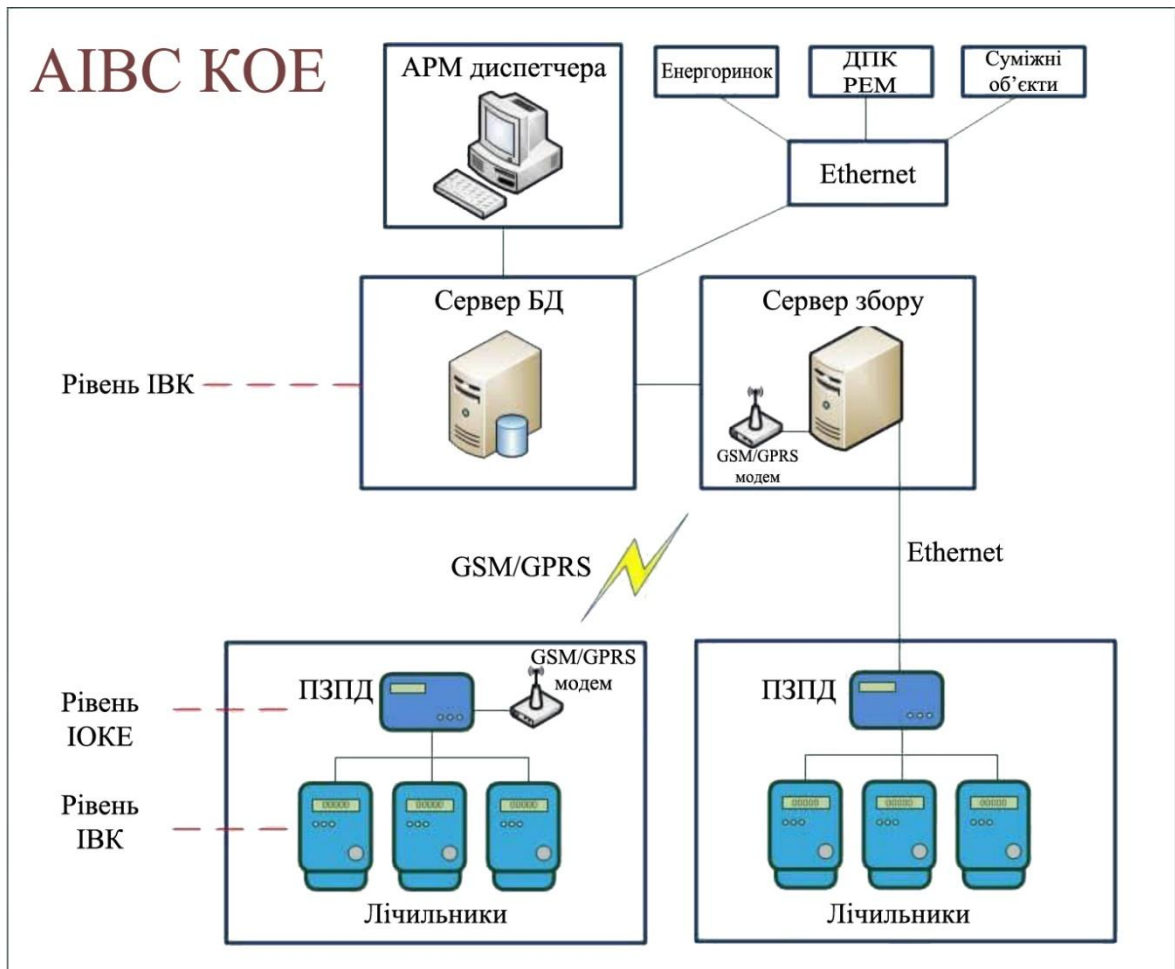 АІВС КОЕ
АРМ диспетчера
Енергоринок
ДПК
РЕМ
Суміжні
об’єкти
Ethernet
Сервер БД
Сервер збору
Рівень ІВК
GSM/GPRS
модем
GSM/GPRS
Ethernet
GSM/GPRS
модем
ПЗПД
ПЗПД
Рівень
ІОКЕ
00000
00000
00000
00000
00000
00000
Рівень
ІВК
Лічильники
Лічильники